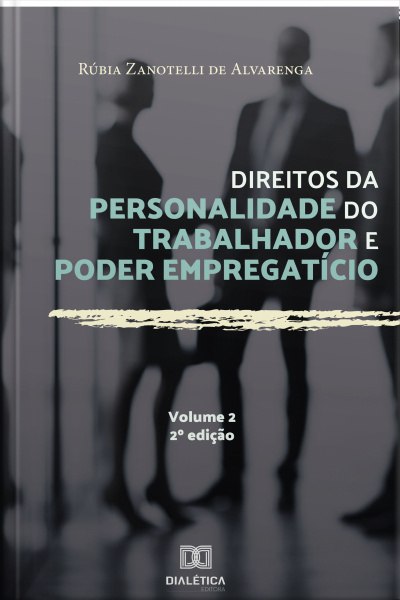 RÚBIA ZANOTELLI DE ALVARENGA
DIREITOS DA
PERSONALIDADE DO
TRABALHADOR E
PODER EMPREGATÍCIO
Volume 2
2º edição
DIALÉTICA
EDITORA